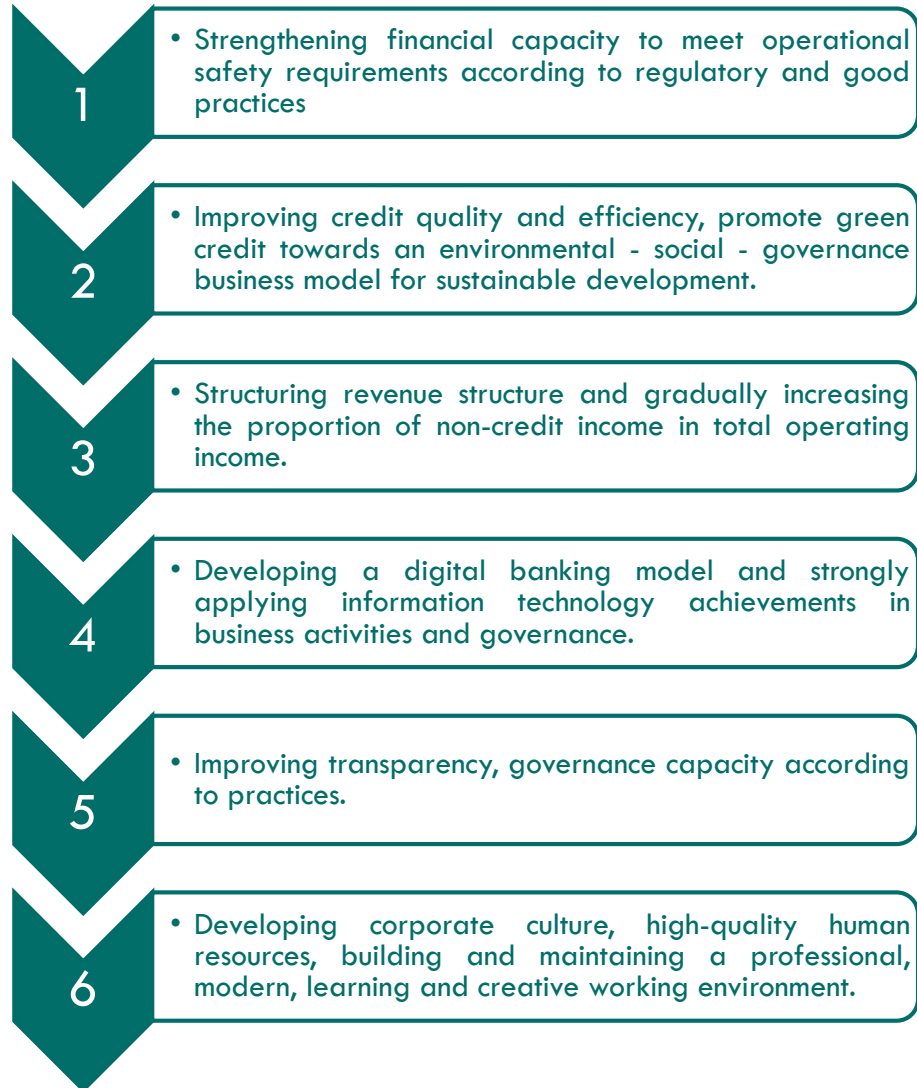 1
• Strengthening financial capacity to meet operational
safety requirements according to regulatory and good
practices
2
• Improving credit quality and efficiency, promote green
credit towards an environmental - social - governance
business model for sustainable development.
3
• Structuring revenue structure and gradually increasing
the proportion of non-credit income in total operating
income.
4
• Developing a digital banking model and strongly
applying information technology achievements in
business activities and governance.
5
• Improving transparency, governance capacity according
to practices.
6
• Developing corporate culture, high-quality human
resources, building and maintaining a professional,
modern, learning and creative working environment.